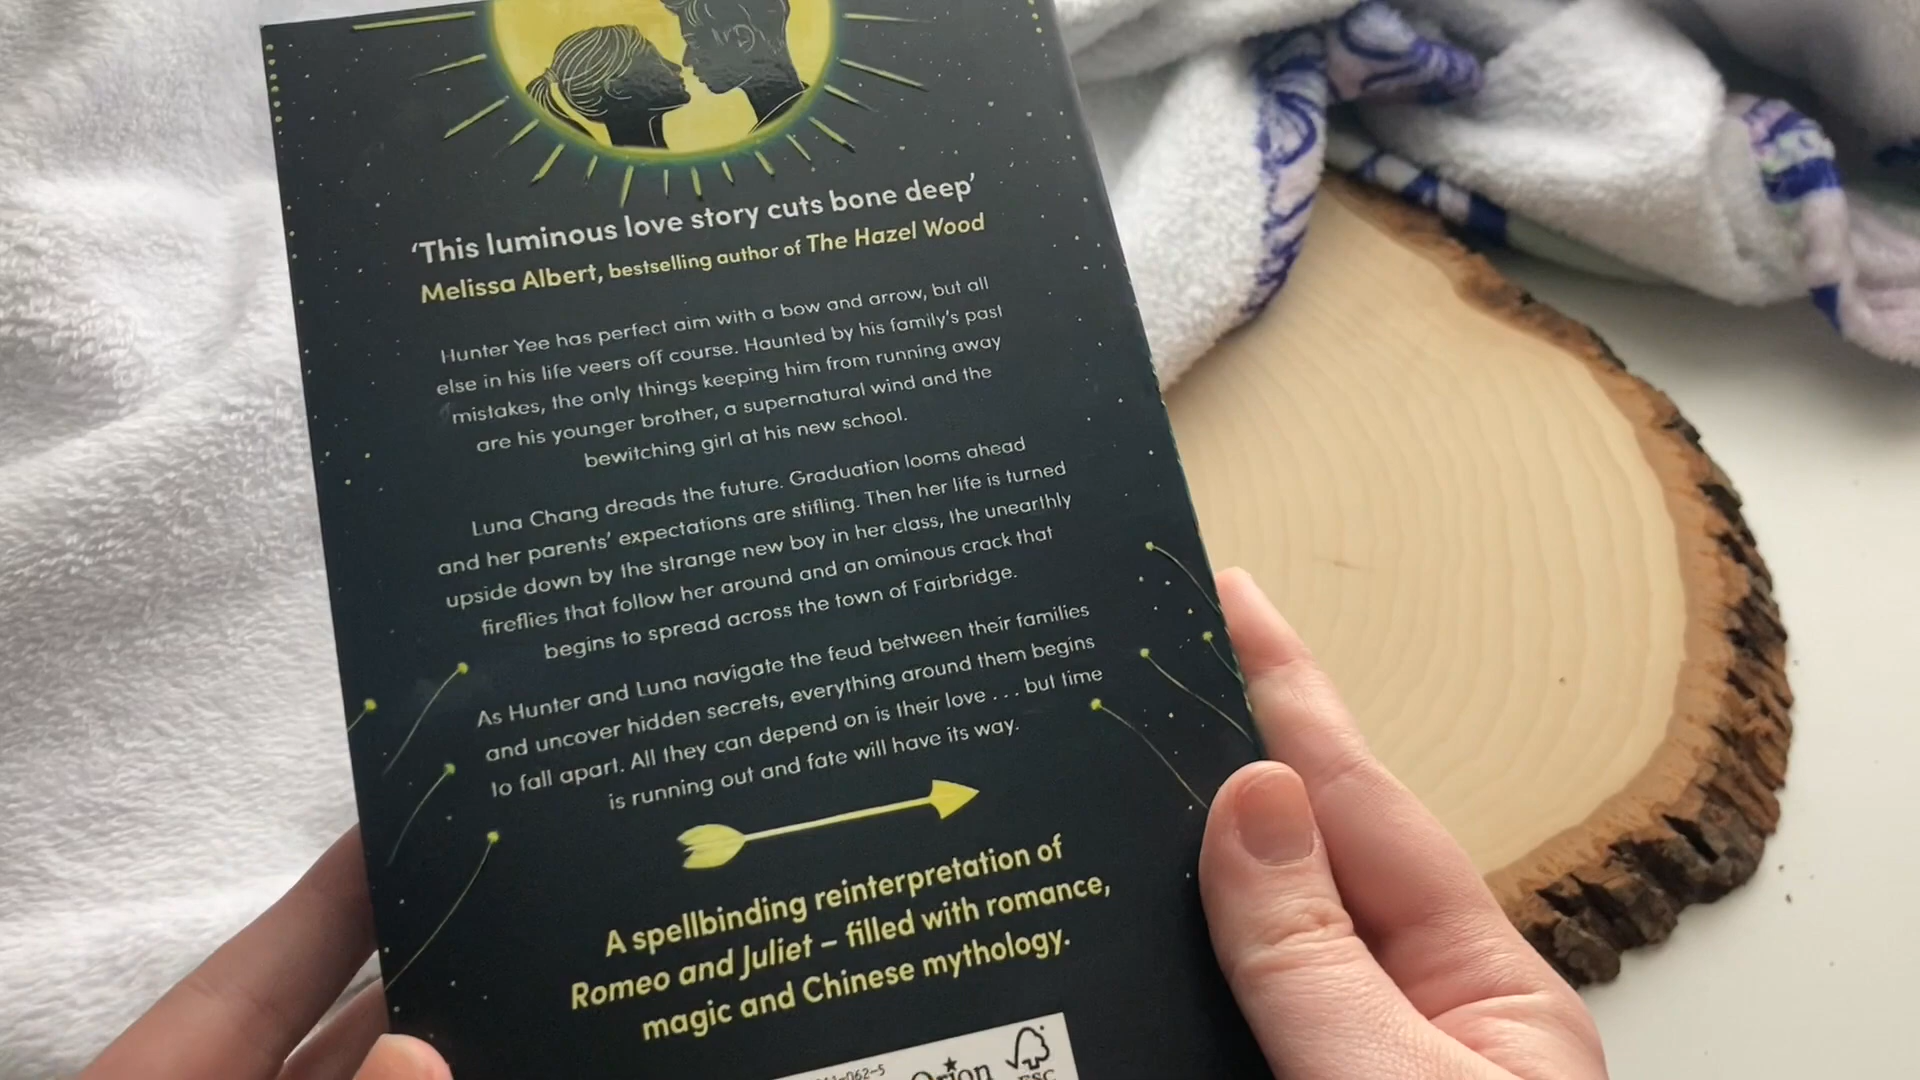 ‘This luminous love story cuts bone deep’
Melissa Albert, bestselling author of The Hazel Wood
Hunter Yee has perfect aim with a bow and arrow, but all
else in his life veers off course. Haunted by his family's past
mistakes, the only things keeping him from running away
are his younger brother, a supernatural wind and the
bewitching girl at his new school.
Luna Chang dreads the future. Graduation looms ahead
and her parents' expectations are stifling. Then her life is turned
upside down by the strange new boy in her class, the unearthly
fireflies that follow her around and an ominous crack that
begins to spread across the town of Fairbridge.
As Hunter and Luna navigate the feud between their families
and uncover hidden secrets, everything around them begins
to fall apart. All they can depend on is their love . . . but time
is running out and fate will have its way.
A spellbinding reinterpretation of
Romeo and Juliet – filled with romance,
magic and Chinese mythology.
Orion
FSC